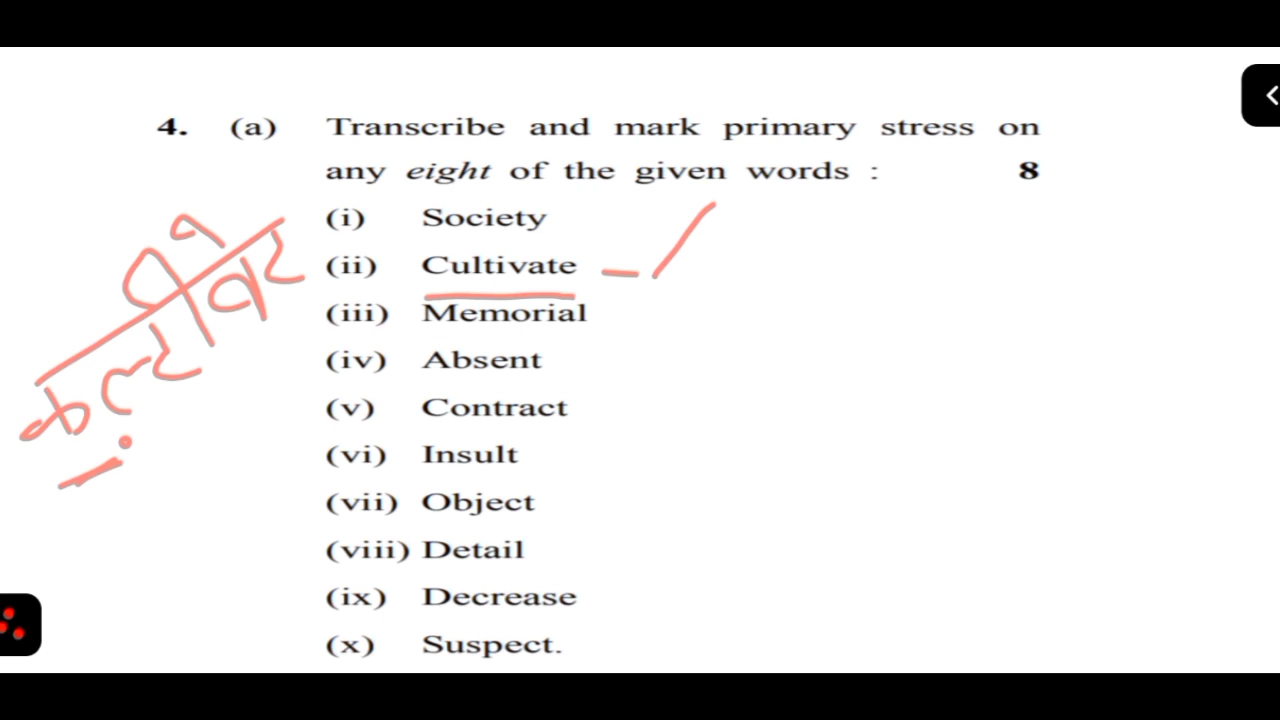 4. (a) Transcribe and mark primary stress on
any eight of the given words : 8
(i) Society
(ii) Cultivate
(iii) Memorial
(iv) Absent
(v) Contract
(vi) Insult
(vii) Object
(viii) Detail
(ix) Decrease
(x) Suspect.